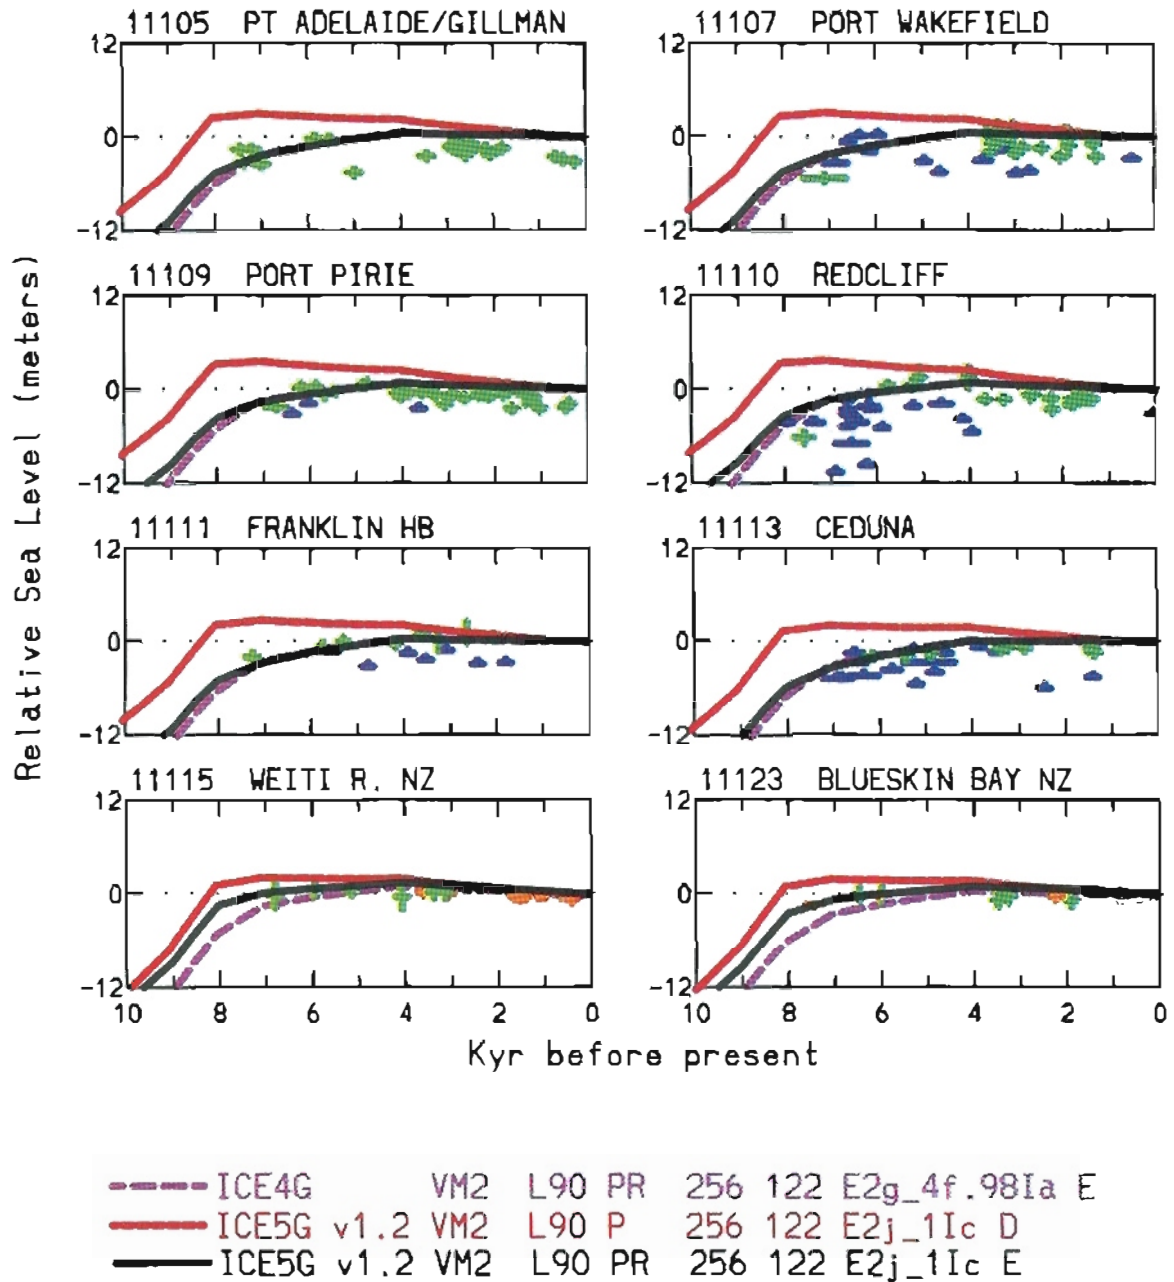 11105 PT ADELAIDE/GILLMAN
11107 PORT WAKEFIELD
12
0
-12
12
0
-12
11109 PORT PIRIE
11110 REDCLIFF
12
0
-12
12
0
-12
11111 FRANKLIN HB
11113 CEDUNA
12
0
-12
12
0
-12
11115 WEITI R. NZ
11123 BLUESKIN BAY NZ
12
0
-12
12
0
-12
10 8 6 4 2 0
10 8 6 4 2 0
Relative Sea Level (meters)
Kyr before present
ICE4G VM2 L90 PR 256 122 E2g_4f.98Ia E
ICE5G v1.2 VM2 L90 P 256 122 E2j_1Ic D
ICE5G v1.2 VM2 L90 PR 256 122 E2j_1Ic E